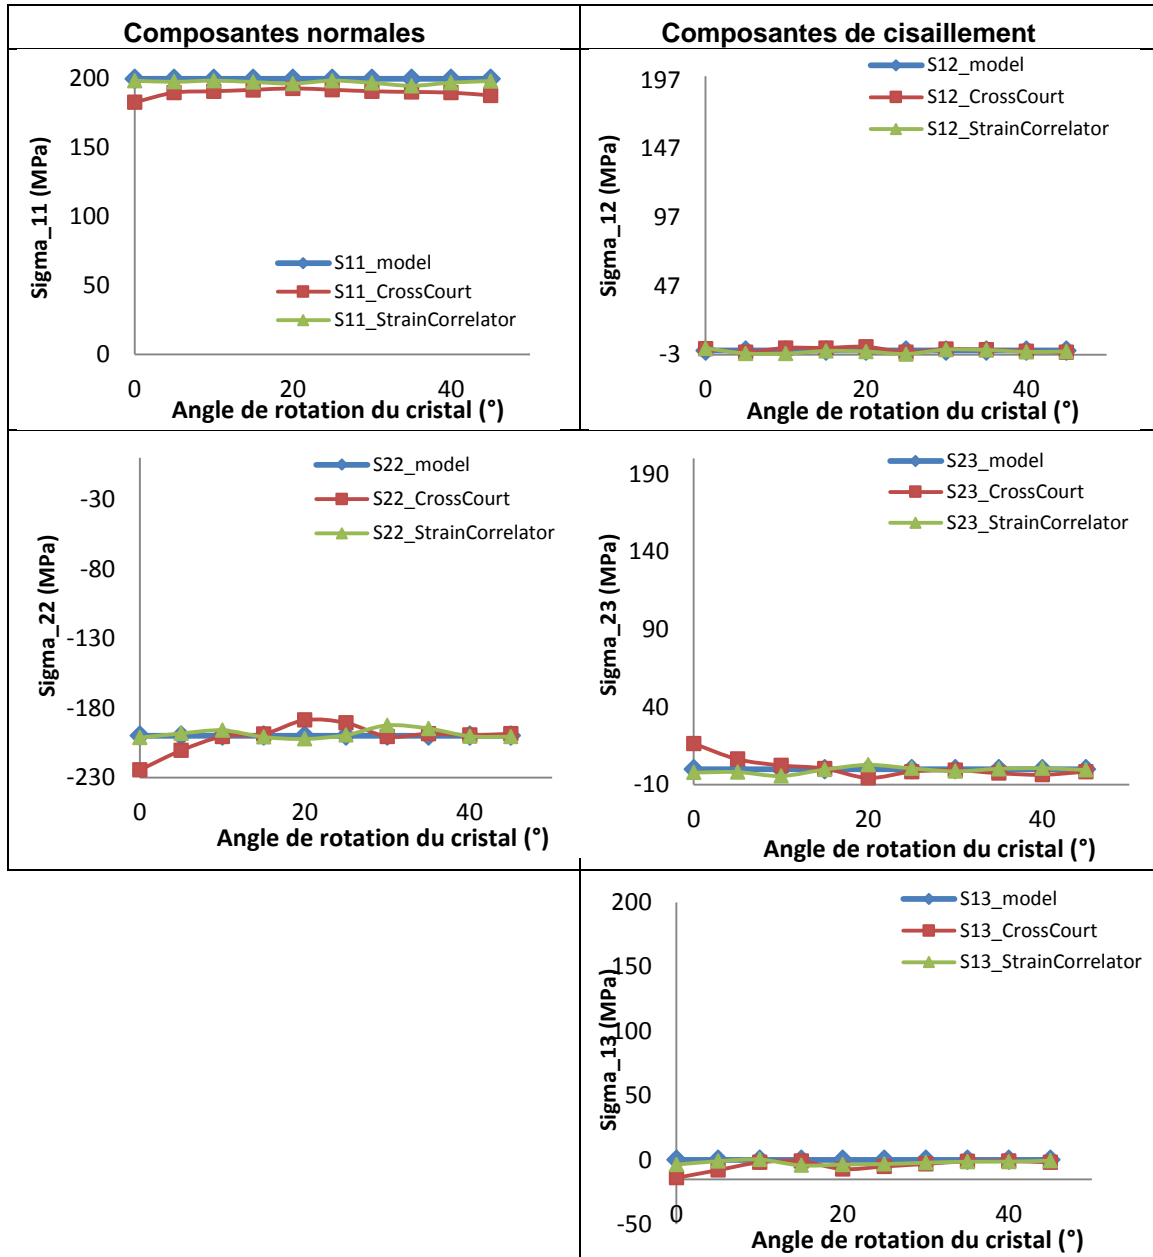 Composantes normales
Composantes de cisaillement
200
150
100
50
0
Sigma_11 (MPa)
S11_model
S11_CrossCourt
S11_StrainCorrelator
0 20 40
Angle de rotation du cristal (°)
197
147
97
47
-3
Sigma_12 (MPa)
S12_model
S12_CrossCourt
S12_StrainCorrelator
0 20 40
Angle de rotation du cristal (°)
-30
-80
-130
-180
-230
Sigma_22 (MPa)
S22_model
S22_CrossCourt
S22_StrainCorrelator
0 20 40
Angle de rotation du cristal (°)
190
140
90
40
-10
Sigma_23 (MPa)
S23_model
S23_CrossCourt
S23_StrainCorrelator
0 20 40
Angle de rotation du cristal (°)
200
150
100
50
0
-50
Sigma_13 (MPa)
S13_model
S13_CrossCourt
S13_StrainCorrelator
0 20 40
Angle de rotation du cristal (°)